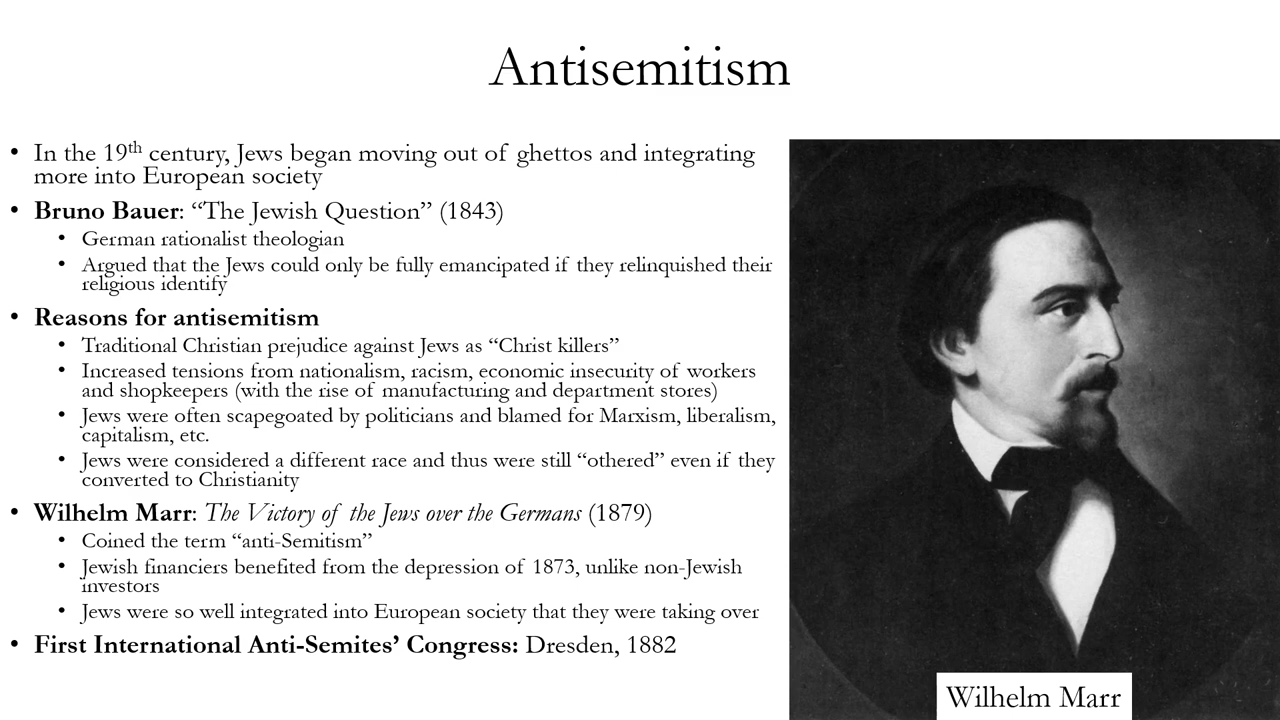 Antisemitism
• In the 19th century, Jews began moving out of ghettos and integrating
more into European society
• Bruno Bauer: “The Jewish Question” (1843)
• German rationalist theologian
• Argued that the Jews could only be fully emancipated if they relinquished their
religious identify
• Reasons for antisemitism
• Traditional Christian prejudice against Jews as “Christ killers”
• Increased tensions from nationalism, racism, economic insecurity of workers
and shopkeepers (with the rise of manufacturing and department stores)
• Jews were often scapegoated by politicians and blamed for Marxism, liberalism,
capitalism, etc.
• Jews were considered a different race and thus were still “othered” even if they
converted to Christianity
• Wilhelm Marr: The Victory of the Jews over the Germans (1879)
• Coined the term “anti-Semitism”
• Jewish financiers benefited from the depression of 1873, unlike non-Jewish
investors
• Jews were so well integrated into European society that they were taking over
• First International Anti-Semites’ Congress: Dresden, 1882
Wilhelm Marr